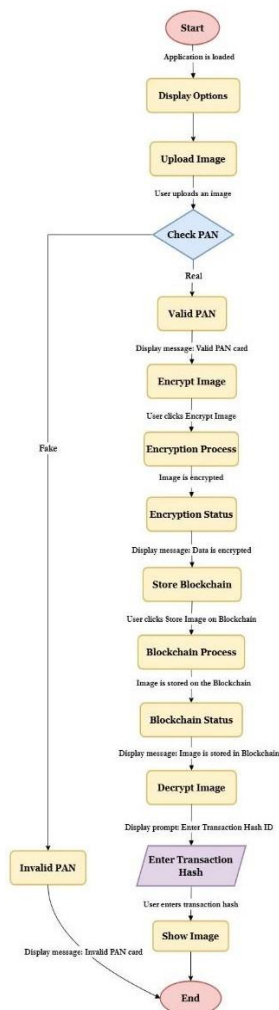 Start
Application is loaded
Display Options
Upload Image
User uploads an image
Check PAN
Real
Valid PAN
Display message: Valid PAN card
Encrypt Image
User clicks Encrypt Image
Fake
Encryption Process
Image is encrypted
Encryption Status
Display message: Data is encrypted
Store Blockchain
User clicks Store Image on Blockchain
Blockchain Process
Image is stored on the Blockchain
Blockchain Status
Display message: Image is stored in Blockchain
Decrypt Image
Display prompt: Enter Transaction Hash ID
Invalid PAN
Enter Transaction
Hash
User enters transaction hash
Show Image
Display message: Invalid PAN card
End